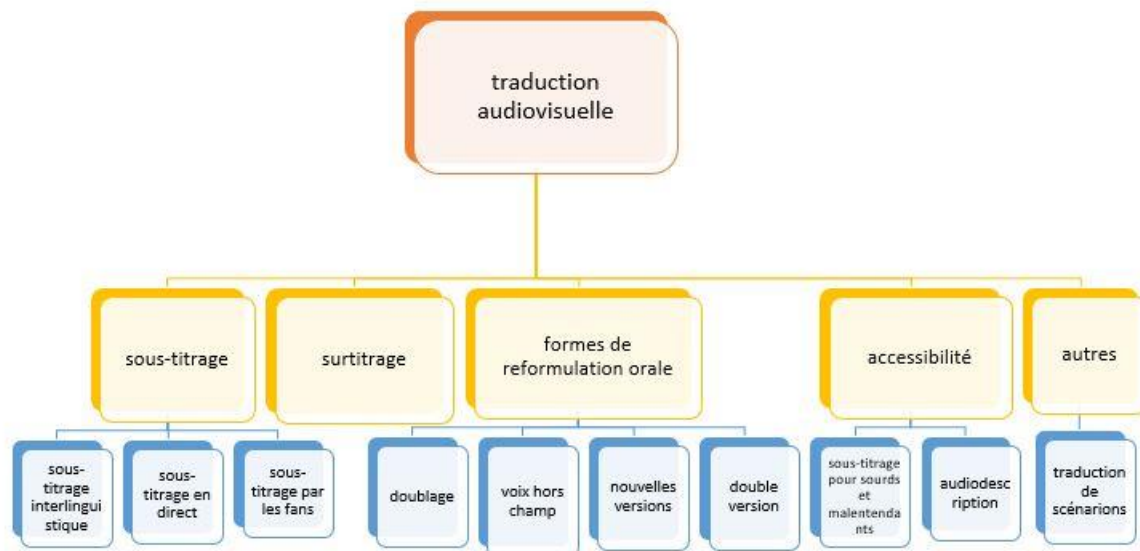 traduction
audiovisuelle
sous-titrage
surtitrage
formes de
reformulation orale
accessibilité
autres
sous-
titrage
interlingu
istique
sous-
titrage en
direct
sous-
titrage par
les fans
doublage
voix hors
champ
nouvelles
versions
double
version
sous-titrage
pour sourds
et
malentenda
nts
audiodesc
ription
traduction
de
scénarions